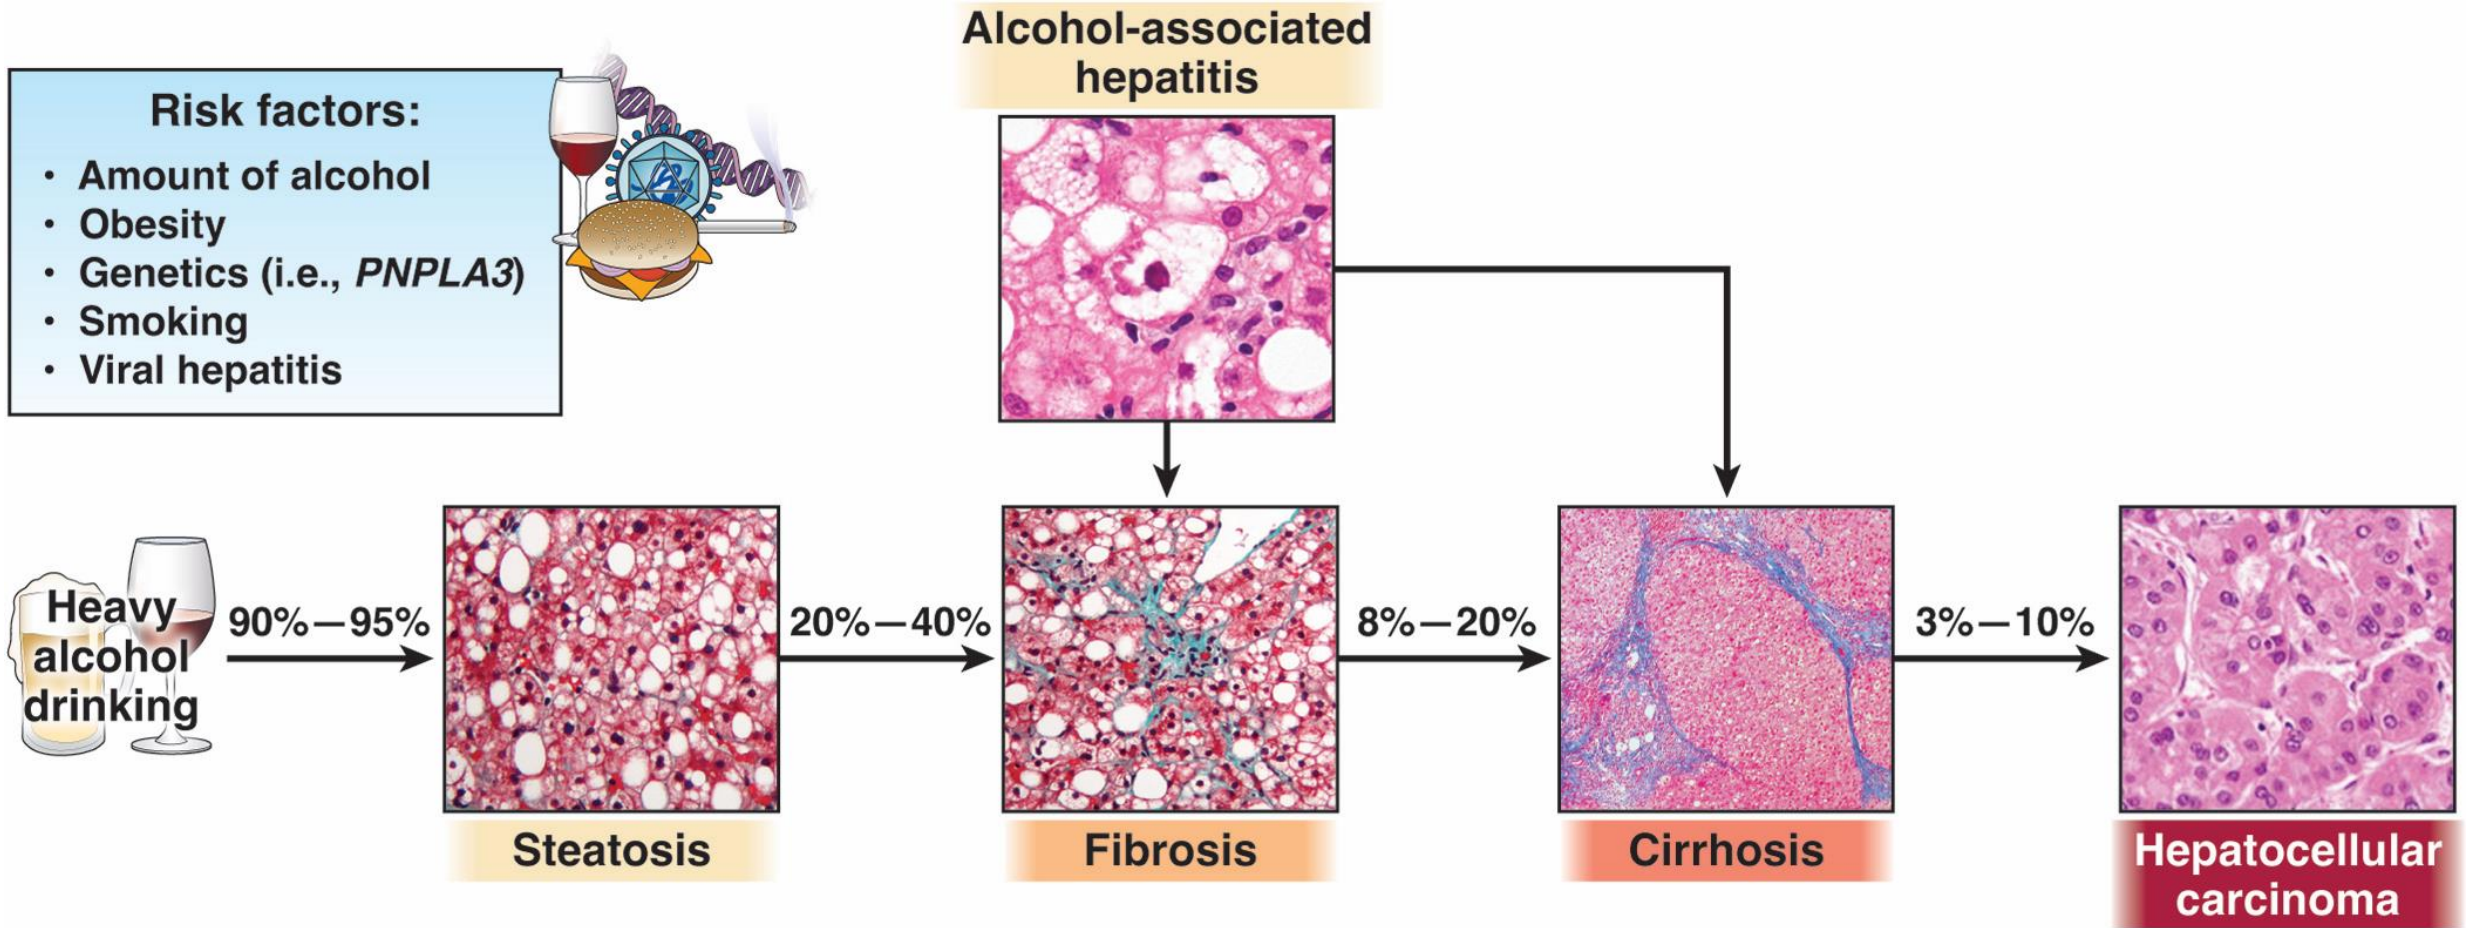 Alcohol-associated
hepatitis
Risk factors:
• Amount of alcohol
• Obesity
• Genetics (i.e., PNPLA3)
• Smoking
• Viral hepatitis
Heavy
alcohol
drinking
90%—95%
20%—40%
8%—20%
3%—10%
Steatosis
Fibrosis
Cirrhosis
Hepatocellular
carcinoma